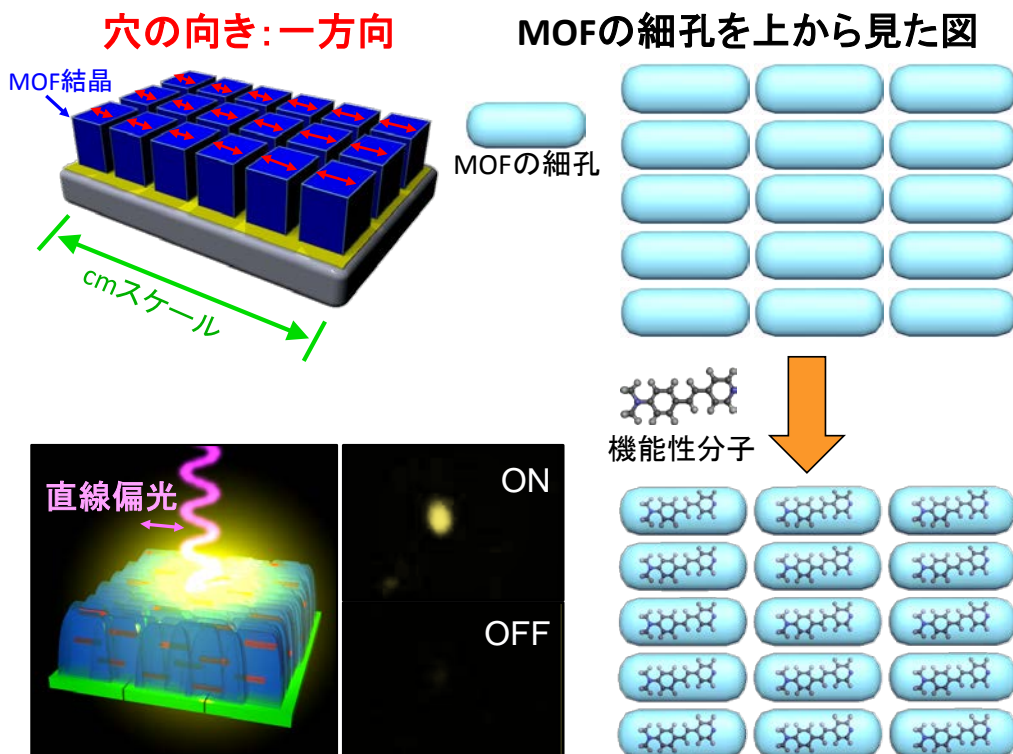 穴の向き:一方向
MOF結晶
cmスケール
MOFの細孔を上から見た図
MOFの細孔
機能性分子
直線偏光
ON
OFF